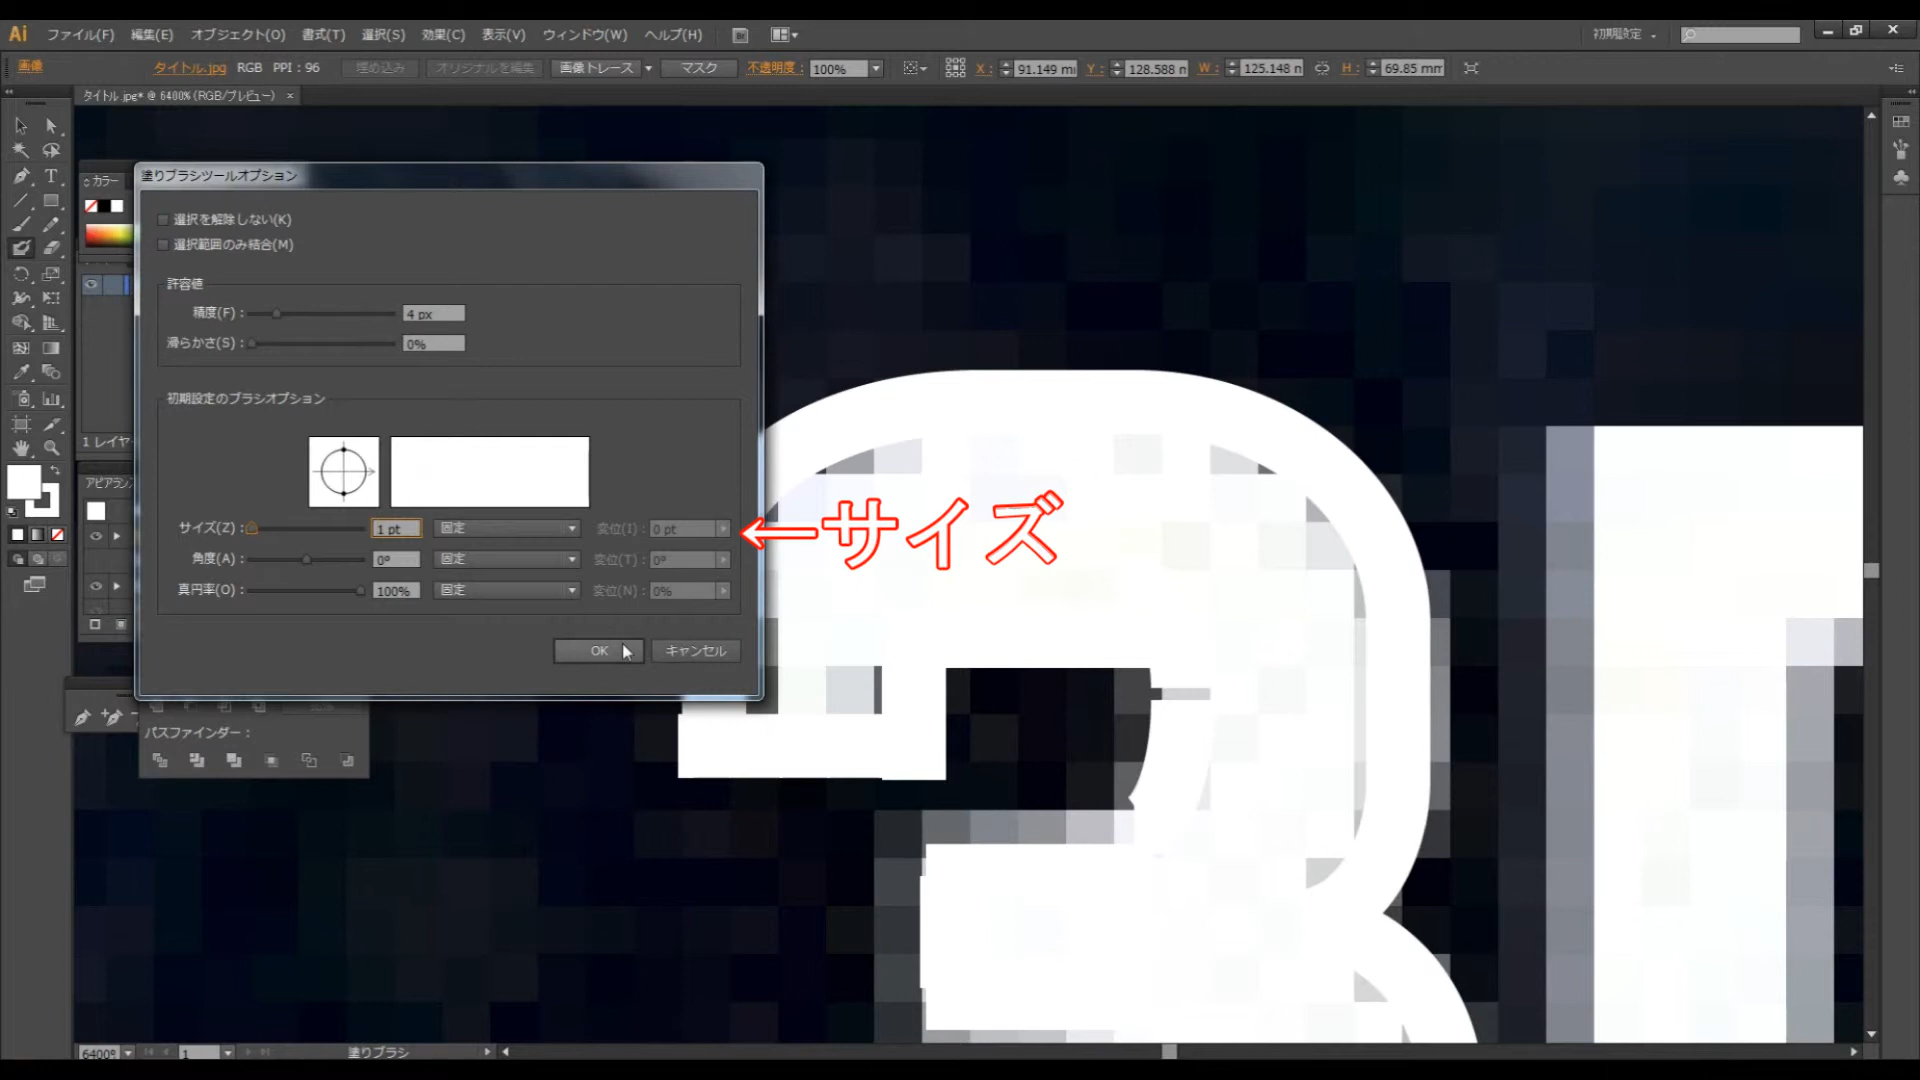 Ai ファイル(F) 編集(E) オブジェクト(O) 書式(T) 選択(S) 効果(C) 表示(V) ウィンドウ(W) ヘルプ(H) Br 初期設定
画像 タイトル.jpg RGB PPI : 96 埋め込み オリジナルを編集 画像トレース マスク 不透明度 : 100% X : 91.149 m Y : 128.588 m W : 125.148 m H : 69.85 mm
タイトル.jpg* @ 6400% (RGB/プレビュー) ×
カラー
塗りブラシツールオプション
選択を解除しない(K)
選択範囲のみ結合(M)
許容値
精度(F) : 4 px
滑らかさ(S) : 0%
初期設定のブラシオプション
サイズ(Z) : 1 pt 固定 変位(I) : 0 pt
角度(A) : 0° 固定 変位(T) : 0°
真円率(O) : 100% 固定 変位(N) : 0%
OK キャンセル
←サイズ
1 レイヤ
アピアラン
パスファインダー :
6400% 1 塗りブラシ